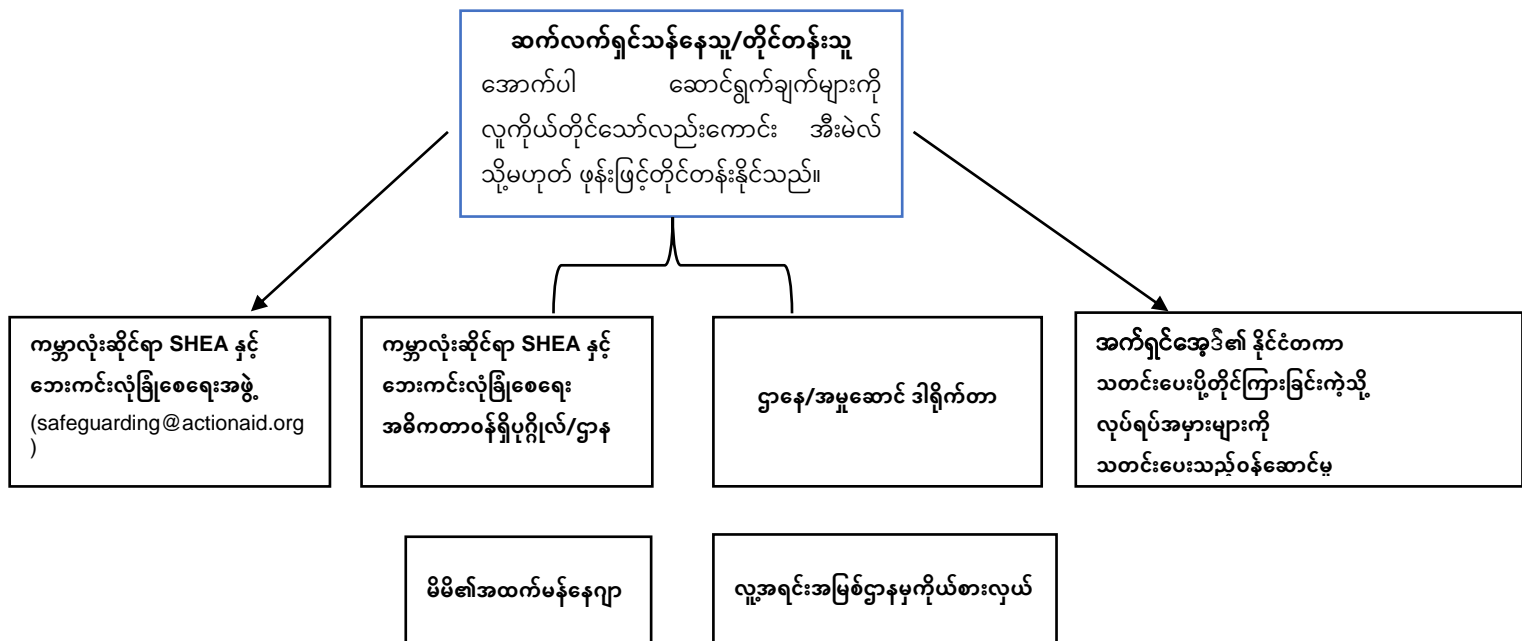 ဆက်လက်ရှင်သန်နေသူ/တိုင်တန်းသူ
အောက်ပါ ဆောင်ရွက်ချက်များကို
လူကိုယ်တိုင်သော်လည်းကောင်း အီးမဲလ်
သို့မဟုတ် ဖုန်းဖြင့်တိုင်တန်းနိုင်သည်။
ကမ္ဘာလုံးဆိုင်ရာ SHEA နှင့်
ဘေးကင်းလုံခြုံစေရေးအဖွဲ့
(safeguarding@actionaid.org
)
ကမ္ဘာလုံးဆိုင်ရာ SHEA နှင့်
ဘေးကင်းလုံခြုံစေရေး
အဓိကတာဝန်ရှိပုဂ္ဂိုလ်/ဌာန
ဌာနေ/အမှုဆောင် ဒါရိုက်တာ
အက်ရှင်အေ့ဒ်၏ နိုင်ငံတကာ
သတင်းပေးပို့တိုင်ကြားခြင်းကဲ့သို့
လုပ်ရပ်အမှားများကို
သတင်းပေးသည့်ဝန်ဆောင်မှု
မိမိ၏အထက်မန်နေဂျာ
လူ့အရင်းအမြစ်ဌာနမှကိုယ်စားလှယ်